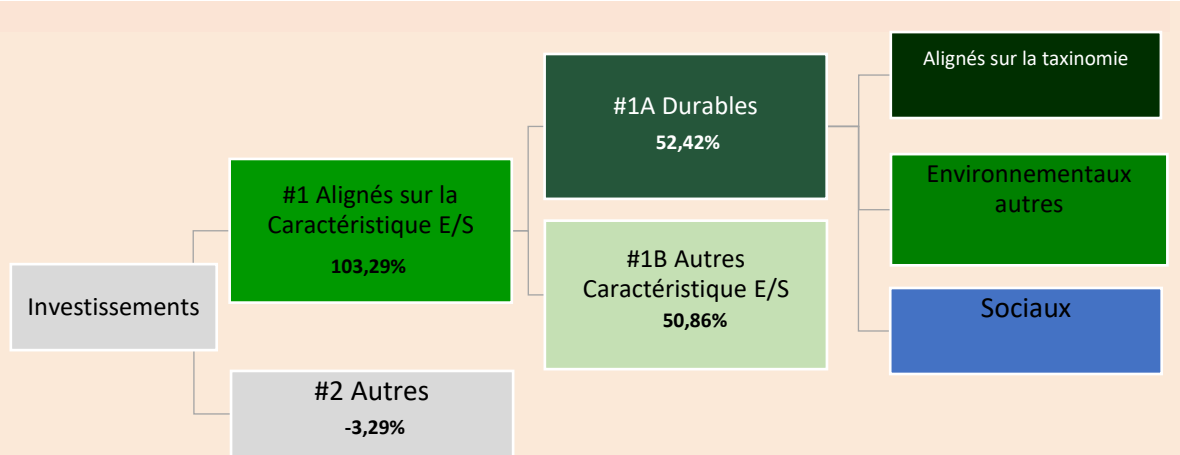 Investissements
#1 Alignés sur la
Caractéristique E/S
103,29%
#2 Autres
-3,29%
#1A Durables
52,42%
#1B Autres
Caractéristique E/S
50,86%
Alignés sur la taxinomie
Environnementaux
autres
Sociaux